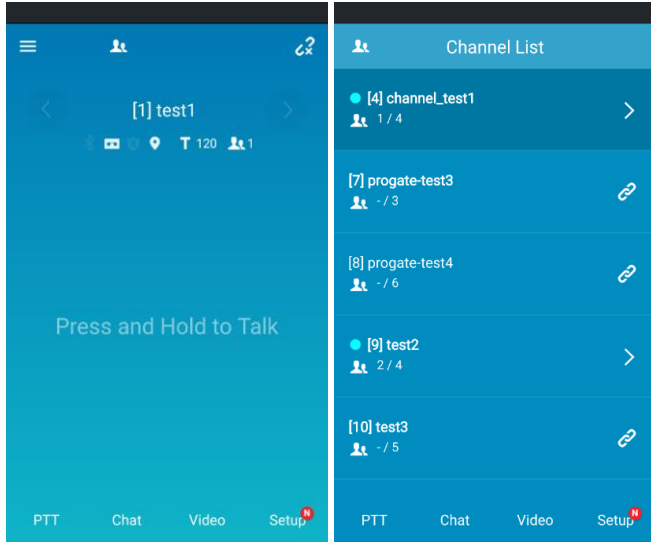 [1] test1
T 120 1
Press and Hold to Talk
PTT Chat Video Setup N
Channel List
[4] channel_test1
1 / 4
[7] progate-test3
- / 3
[8] progate-test4
- / 6
[9] test2
2 / 4
[10] test3
- / 5
PTT Chat Video Setup N